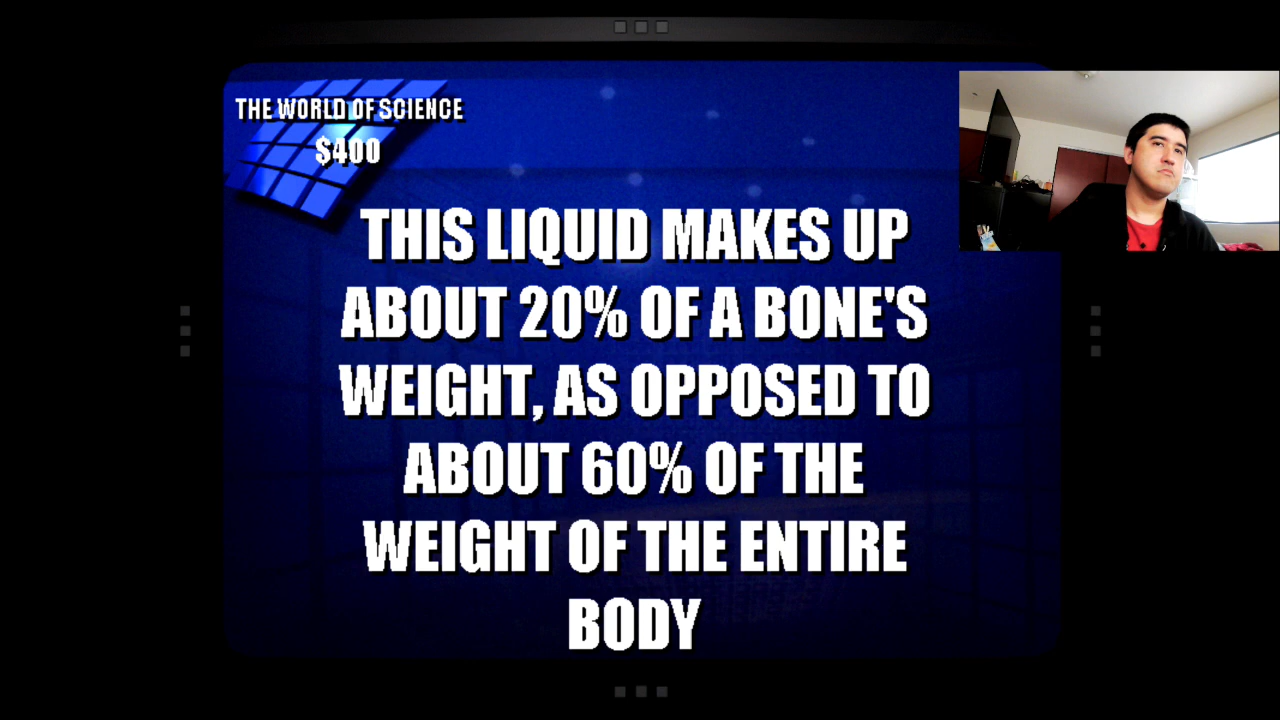 THE WORLD OF SCIENCE
$400
THIS LIQUID MAKES UP
ABOUT 20% OF A BONE'S
WEIGHT, AS OPPOSED TO
ABOUT 60% OF THE
WEIGHT OF THE ENTIRE
BODY